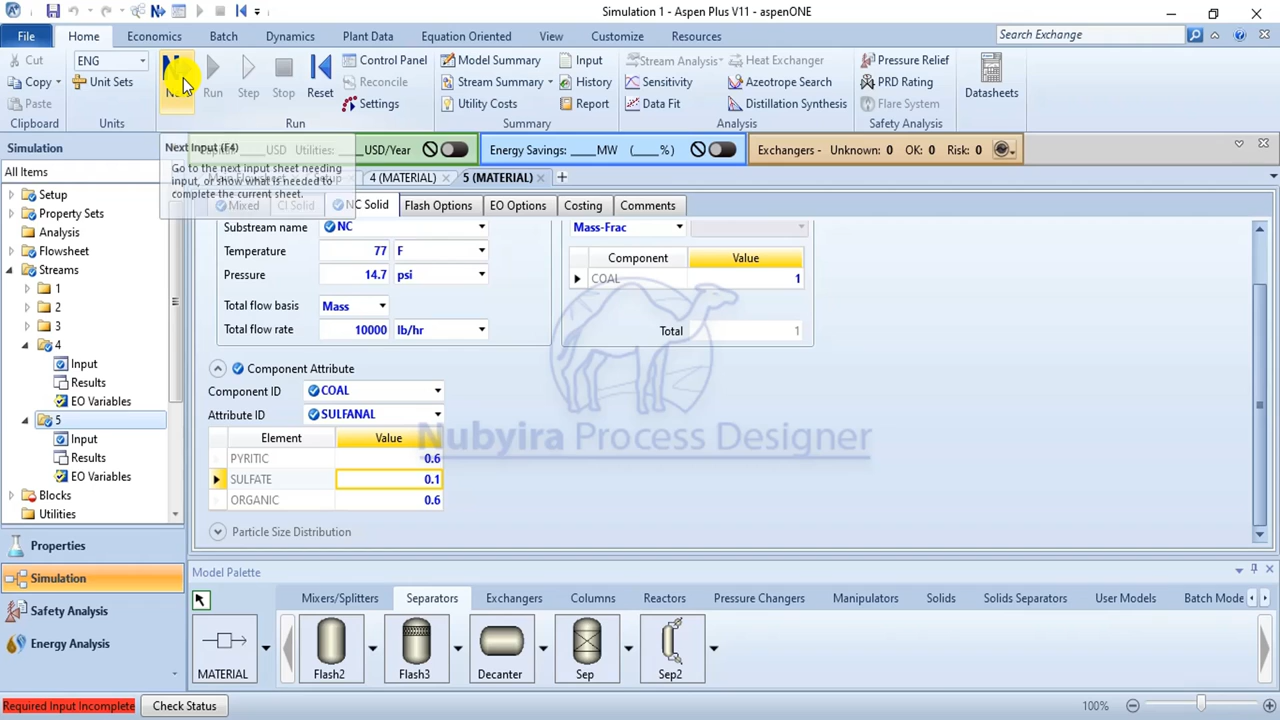 Simulation 1 - Aspen Plus V11 - aspenONE
File Home Economics Batch Dynamics Plant Data Equation Oriented View Customize Resources Search Exchange
Cut ENG Control Panel Model Summary Input Stream Analysis Heat Exchanger Pressure Relief
Copy Unit Sets Next Run Step Stop Reset Reconcile Stream Summary History Sensitivity Azeotrope Search PRD Rating Datasheets
Paste Settings Utility Costs Report Data Fit Distillation Synthesis Flare System
Clipboard Units Run Summary Analysis Safety Analysis
Simulation Next Input (F4) USD Utilities: ____USD/Year Energy Savings: ____MW (____%) Exchangers - Unknown: 0 OK: 0 Risk: 0
Go to the next input sheet needing
input, or show what is needed to
complete the current sheet.
All Items 4 (MATERIAL) 5 (MATERIAL)
Mixed CI Solid NC Solid Flash Options EO Options Costing Comments
Setup
Property Sets
Analysis
Flowsheet
Streams
1
2
3
4
Input
Results
EO Variables
5
Input
Results
EO Variables
Blocks
Utilities
Substream name NC Mass-Frac
Temperature 77 F Component Value
Pressure 14.7 psi COAL 1
Total flow basis Mass
Total flow rate 10000 lb/hr Total 1
Component Attribute
Component ID COAL
Attribute ID SULFANAL
Element Value
PYRITIC 0.6
SULFATE 0.1
ORGANIC 0.6
Particle Size Distribution
Nubyira Process Designer
Properties
Simulation
Safety Analysis
Energy Analysis
Model Palette
Mixers/Splitters Separators Exchangers Columns Reactors Pressure Changers Manipulators Solids Solids Separators User Models Batch Mode
MATERIAL Flash2 Flash3 Decanter Sep Sep2
Required Input Incomplete Check Status 100%